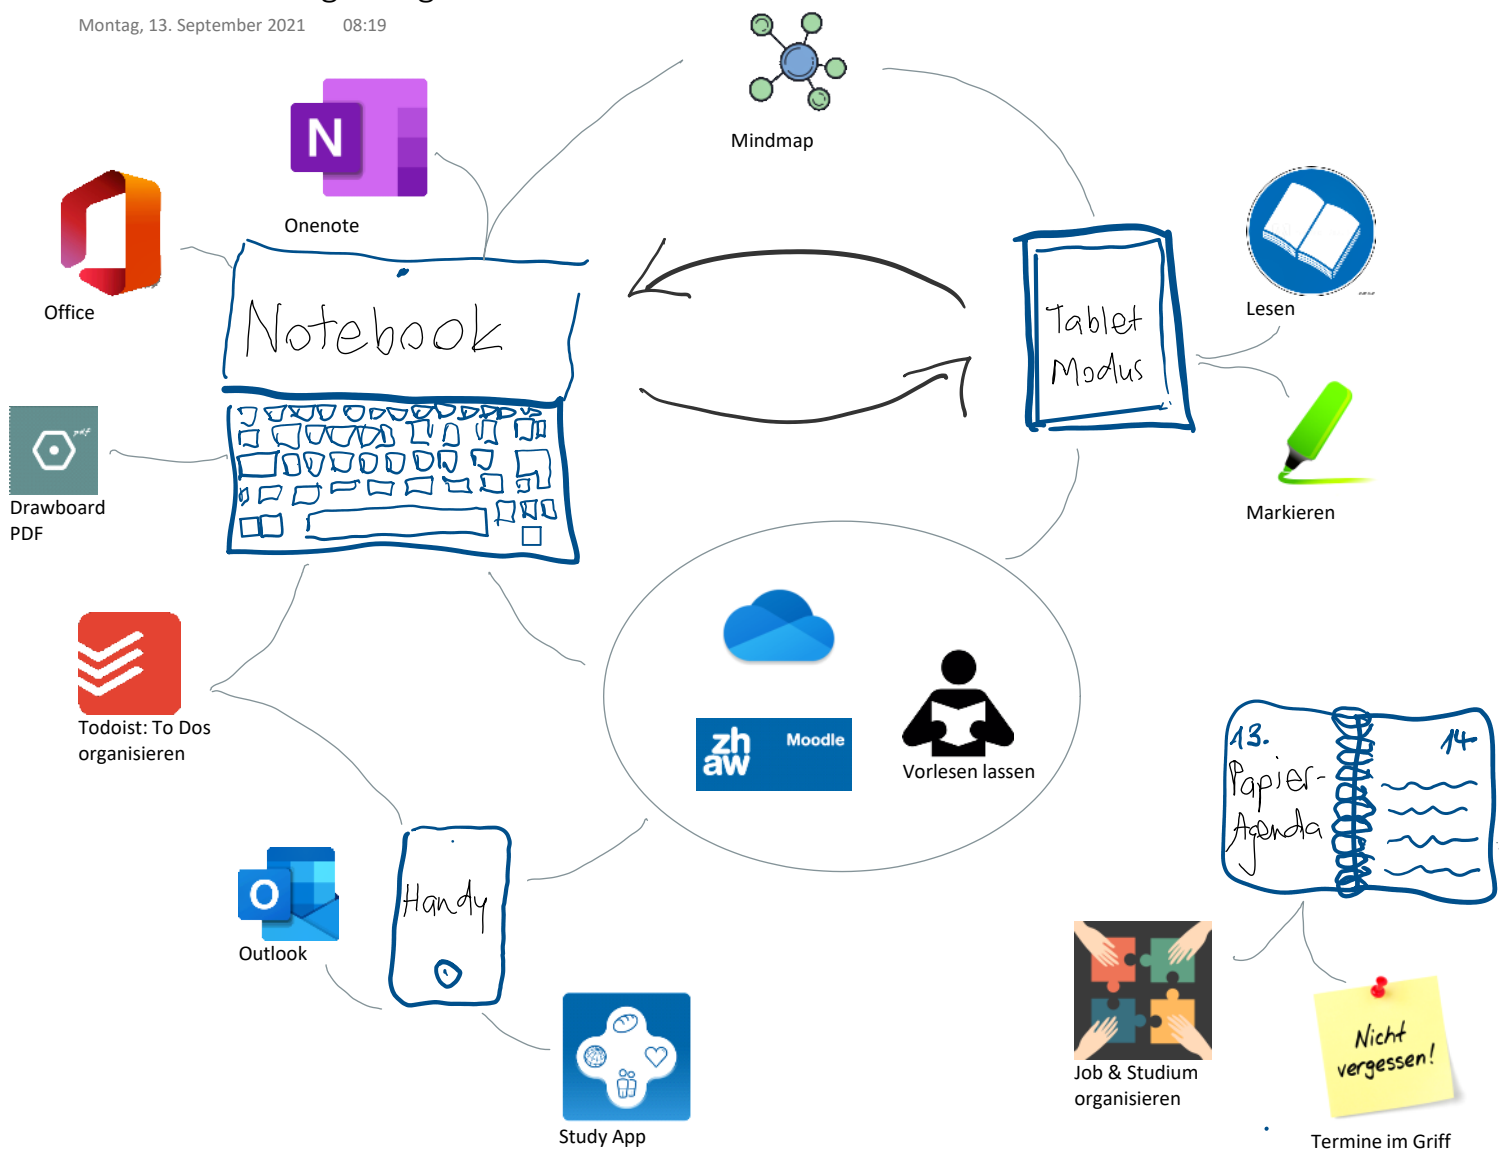 Montag, 13. September 2021 08:19
Mindmap
N
Onenote
Office
Lesen
Notebook
Tablet
Modus
pdf
Drawboard
PDF
Markieren
Todoist: To Dos
organisieren
zh
aw
Moodle
Vorlesen lassen
13.
14.
Papier-
Agenda
Handy
O
Outlook
Nicht
vergessen!
Job & Studium
organisieren
Study App
Termine im Griff